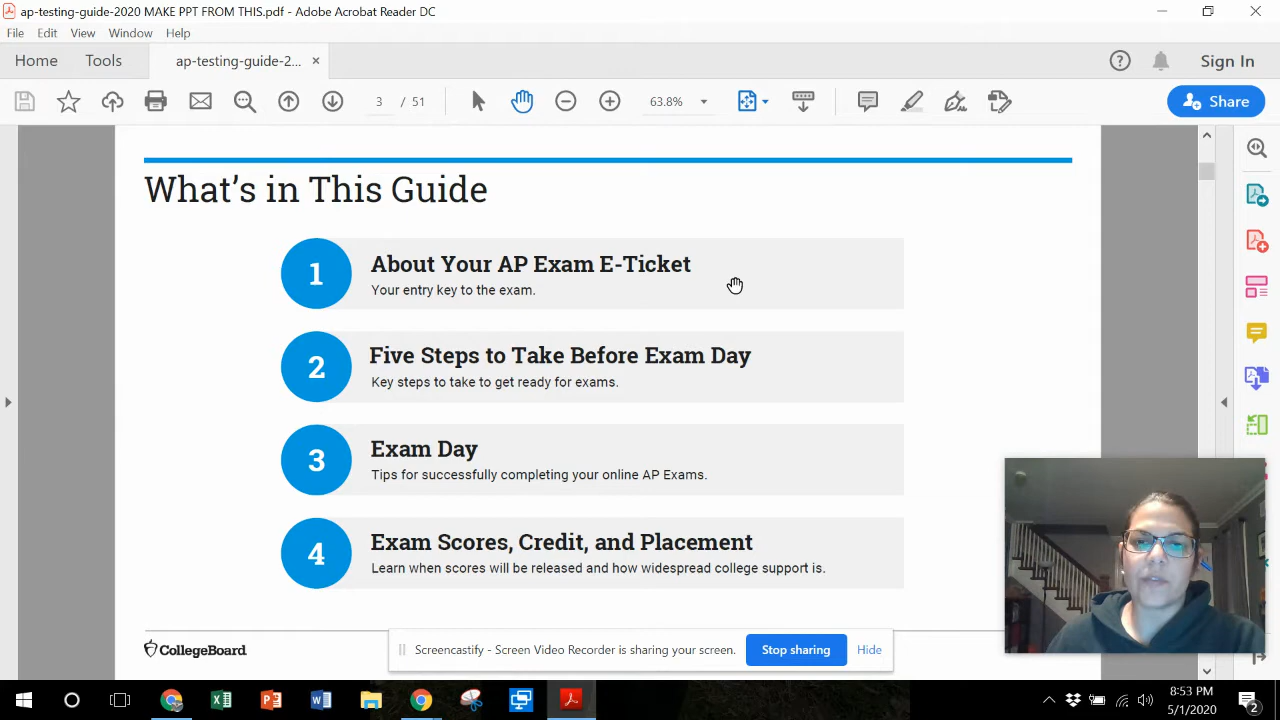 ap-testing-guide-2020 MAKE PPT FROM THIS.pdf - Adobe Acrobat Reader DC
File Edit View Window Help
Home Tools ap-testing-guide-2... × Sign In
3 / 51 63.8% Share
What's in This Guide
1 About Your AP Exam E-Ticket
Your entry key to the exam.
2 Five Steps to Take Before Exam Day
Key steps to take to get ready for exams.
3 Exam Day
Tips for successfully completing your online AP Exams.
4 Exam Scores, Credit, and Placement
Learn when scores will be released and how widespread college support is.
CollegeBoard
Screencastify - Screen Video Recorder is sharing your screen. Stop sharing Hide
8:53 PM
5/1/2020
2